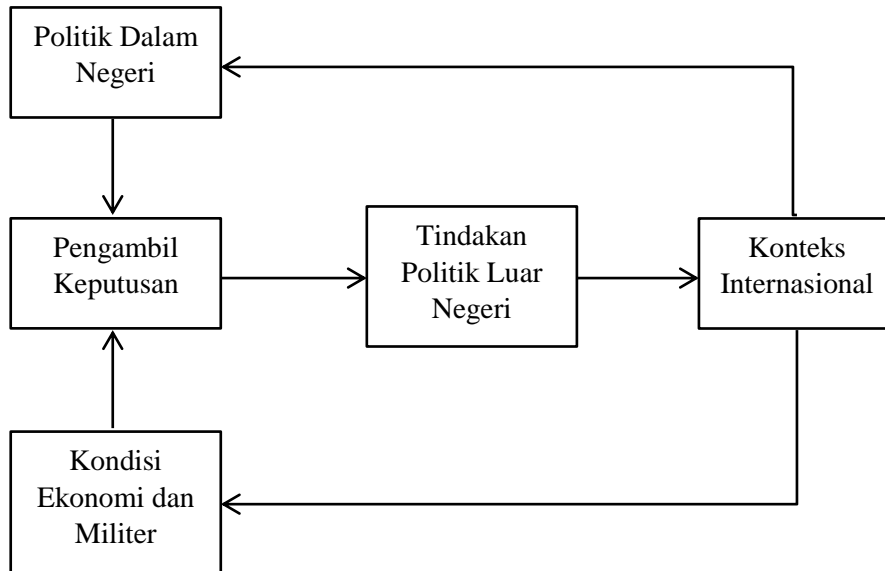 Politik Dalam
Negeri
Pengambil
Keputusan
Tindakan
Politik Luar
Negeri
Konteks
Internasional
Kondisi
Ekonomi dan
Militer